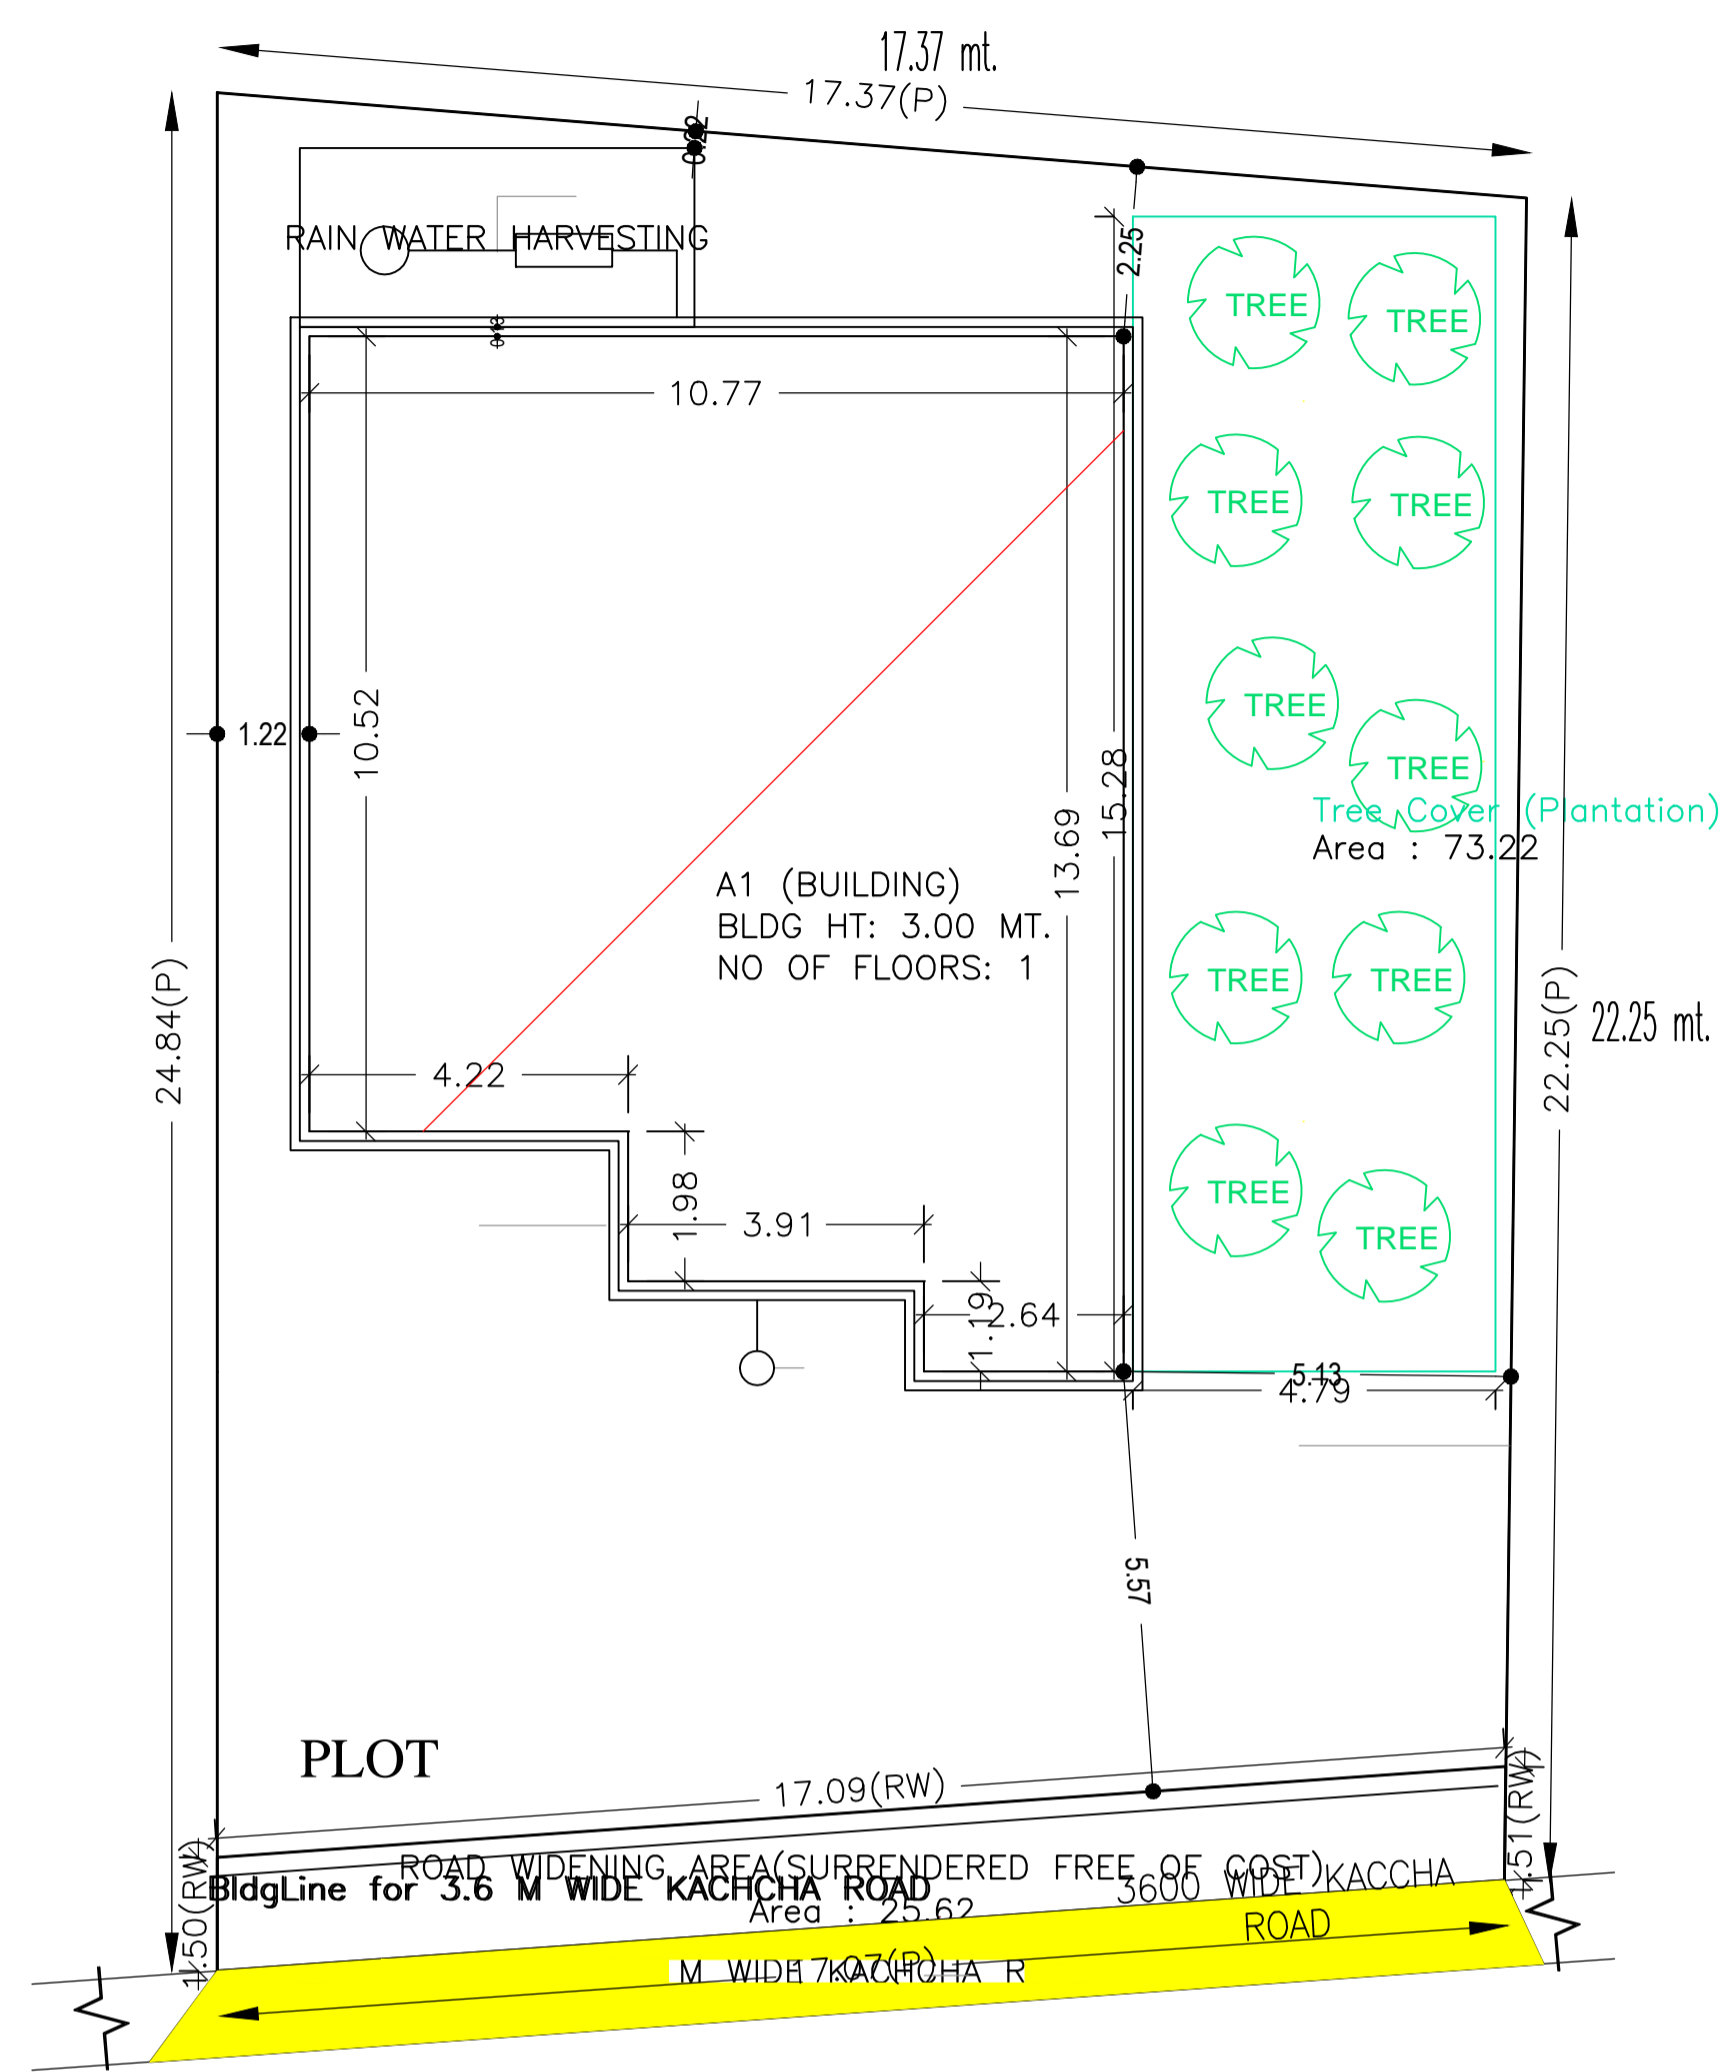 17.37 mt.
17.37(P)
RAIN WATER HARVESTING
2.25
TREE
TREE
10.77
TREE
TREE
10.52
1.22
TREE
TREE
15.28
13.69
Tree Cover (Plantation)
Area : 73.22
A1 (BUILDING)
BLDG HT: 3.00 MT.
NO OF FLOORS: 1
TREE
TREE
24.84(P)
22.25(P)
22.25 mt.
4.22
1.98
3.91
TREE
TREE
1.19
2.64
5.13
4.79
5.57
PLOT
17.09(RW)
1.50(RW)
1.51(RW)
ROAD WIDENING AREA(SURRENDERED FREE OF COST)
BldgLine for 3.6 M WIDE KACHCHA ROAD
Area : 25.62
3600 WIDE KACCHA
ROAD
M WIDE KACHCHA R
17.07(P)